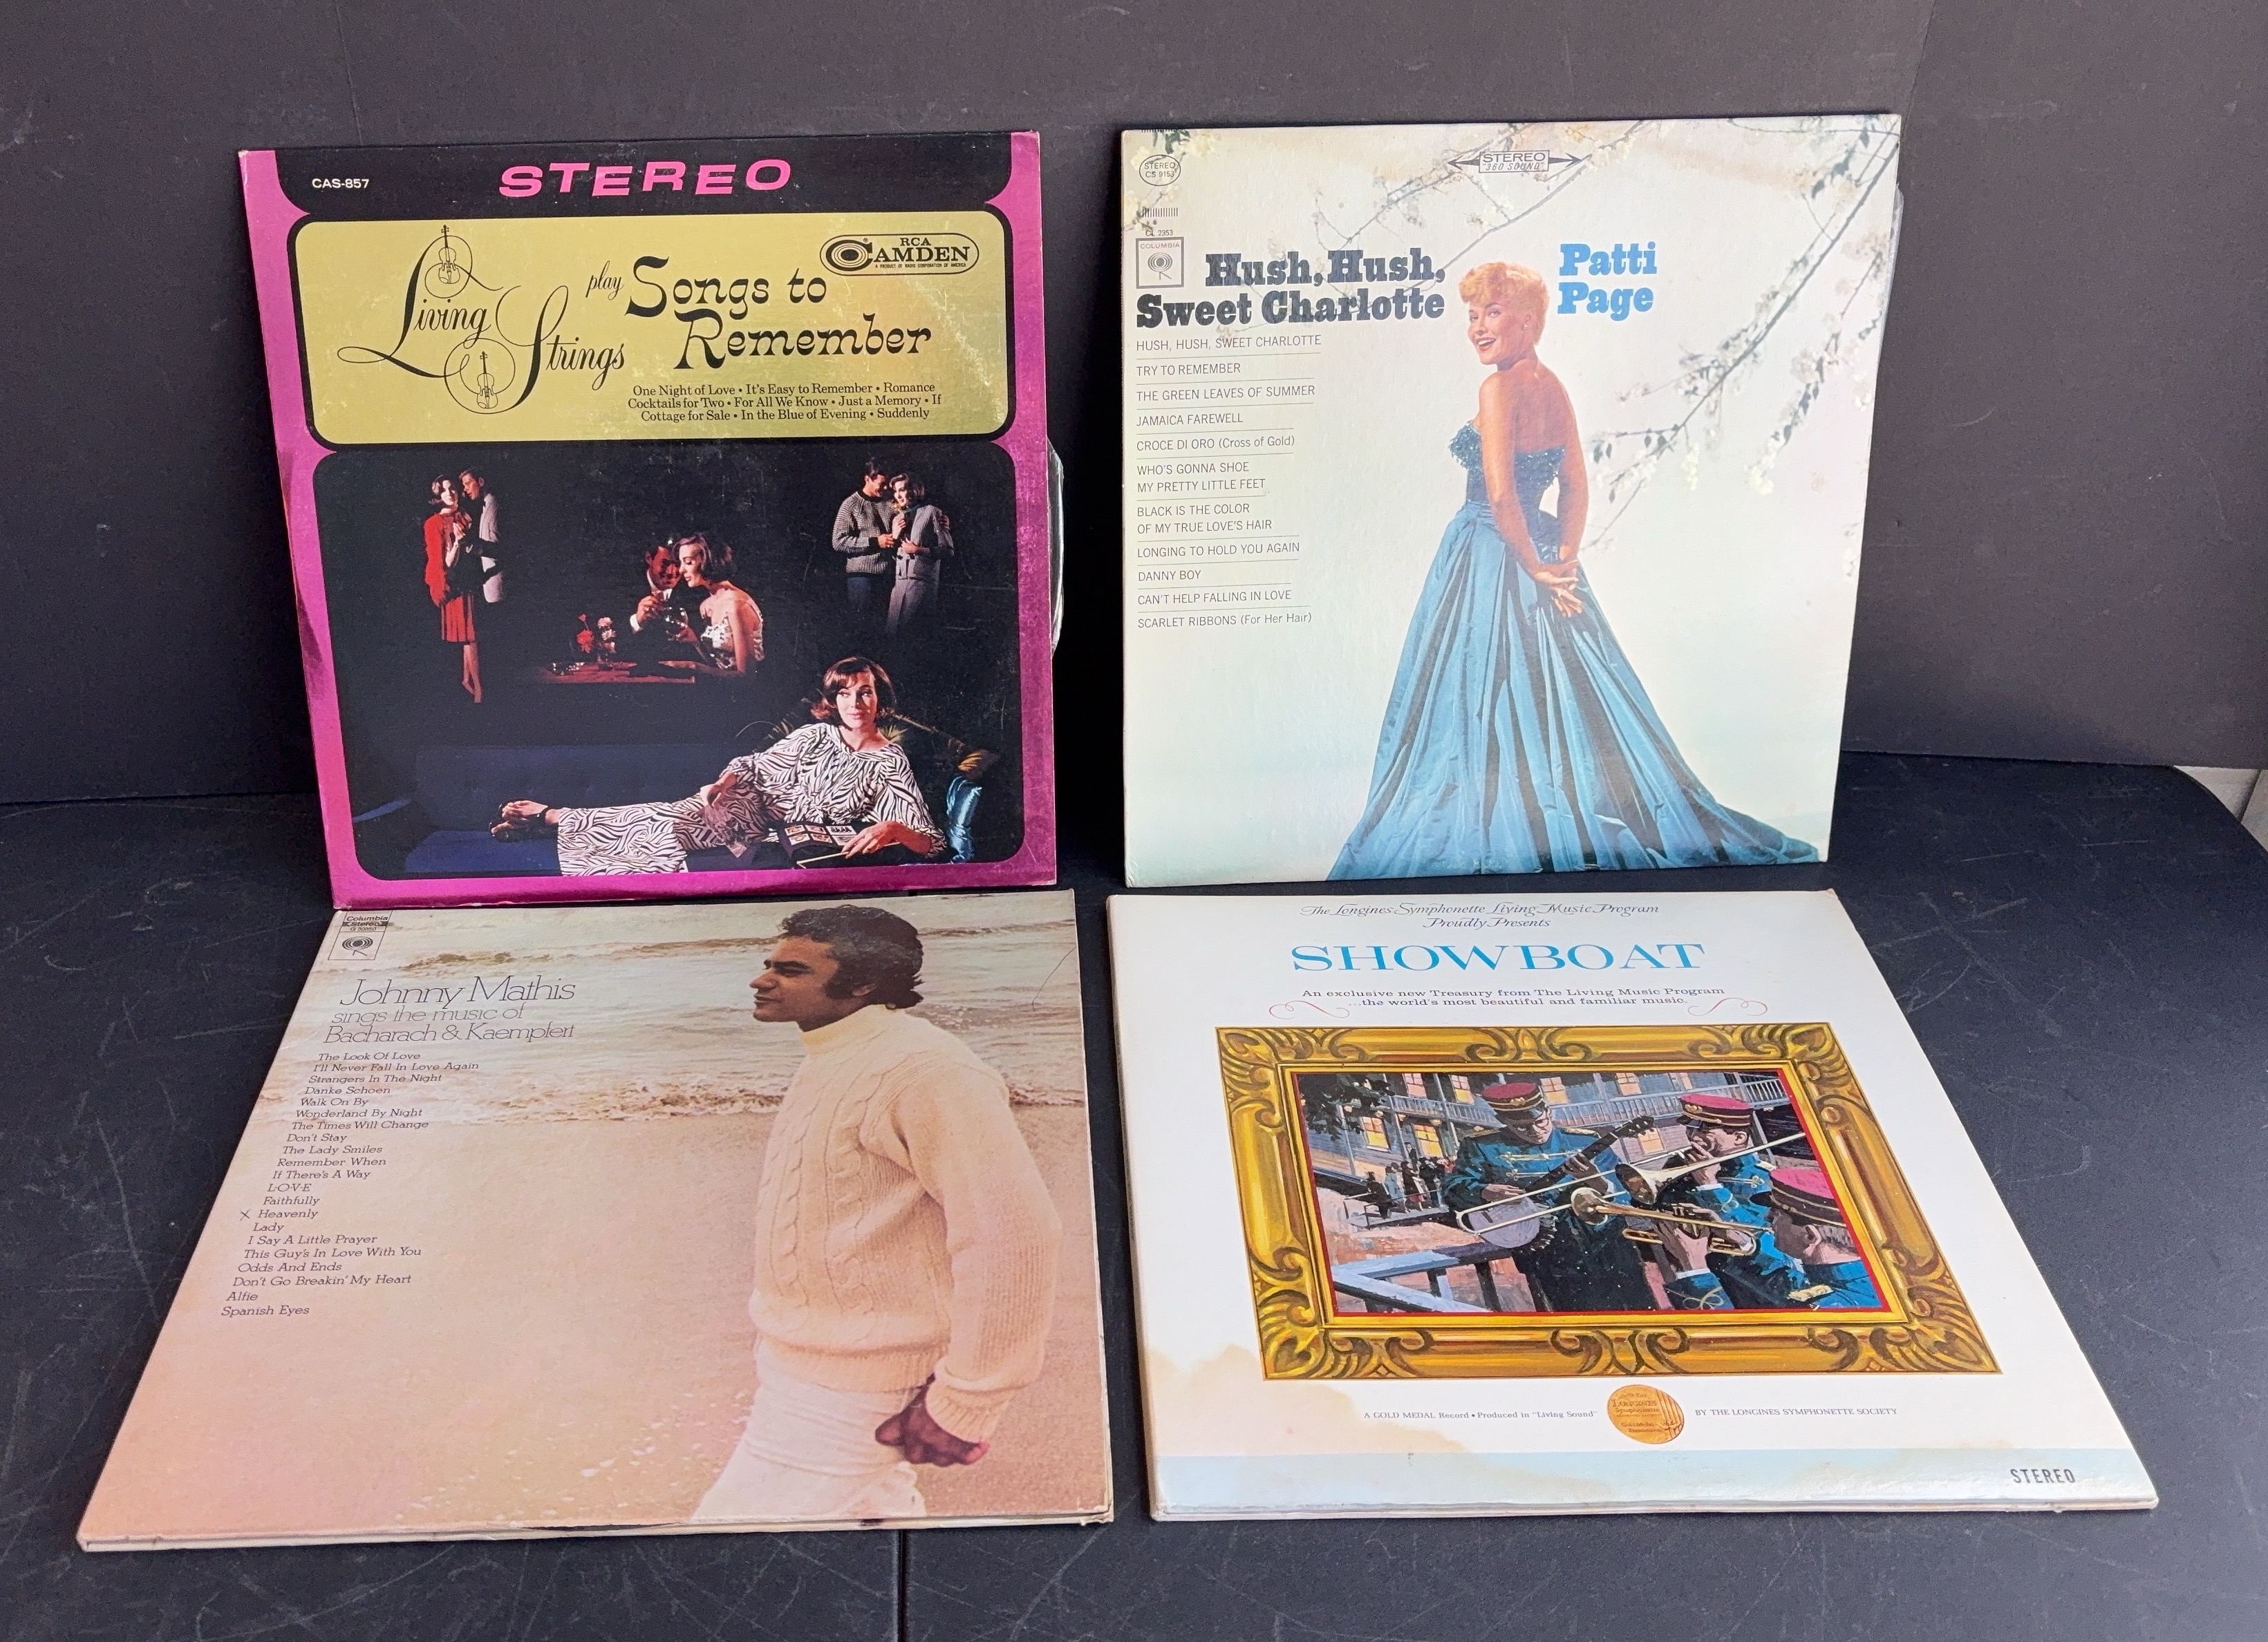 CAS-857
STEREO
RCA
CAMDEN
Living
Strings
play Songs to
Remember
One Night of Love • It's Easy to Remember • Romance
Cocktails for Two • For All We Know • Just a Memory • If
Cottage for Sale • In the Blue of Evening • Suddenly
STEREO
CS 9153
STEREO
"360 SOUND"
CL 2353
COLUMBIA
Hush, Hush,
Sweet Charlotte
Patti
Page
HUSH, HUSH, SWEET CHARLOTTE
TRY TO REMEMBER
THE GREEN LEAVES OF SUMMER
JAMAICA FAREWELL
CROCE DI ORO (Cross of Gold)
WHO'S GONNA SHOE
MY PRETTY LITTLE FEET
BLACK IS THE COLOR
OF MY TRUE LOVE'S HAIR
LONGING TO HOLD YOU AGAIN
DANNY BOY
CAN'T HELP FALLING IN LOVE
SCARLET RIBBONS (For Her Hair)
Columbia
Stereo
Johnny Mathis
sings the music of
Bacharach & Kaempfert
The Look Of Love
I'll Never Fall In Love Again
Strangers In The Night
Danke Schoen
Walk On By
Wonderland By Night
The Times Will Change
Don't Stay
The Lady Smiles
Remember When
If There's A Way
L-O-V-E
Faithfully
X Heavenly
Lady
I Say A Little Prayer
This Guy's In Love With You
Odds And Ends
Don't Go Breakin' My Heart
Alfie
Spanish Eyes
The Longines Symphonette Living Music Program
Proudly Presents
SHOWBOAT
An exclusive new Treasury from The Living Music Program
...the world's most beautiful and familiar music.
A GOLD MEDAL Record • Produced in "Living Sound"
LONGINES
Symphonette
BY THE LONGINES SYMPHONETTE SOCIETY
STEREO